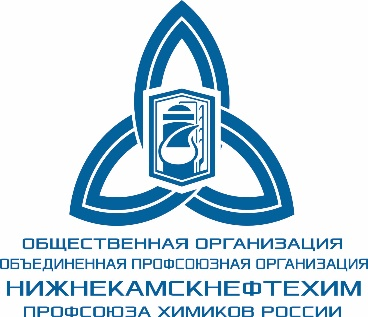 ОБЩЕСТВЕННАЯ ОРГАНИЗАЦИЯ
ОБЪЕДИНЕННАЯ ПРОФСОЮЗНАЯ ОРГАНИЗАЦИЯ
НИЖНЕКАМСКНЕФТЕХИМ
ПРОФСОЮЗА ХИМИКОВ РОССИИ